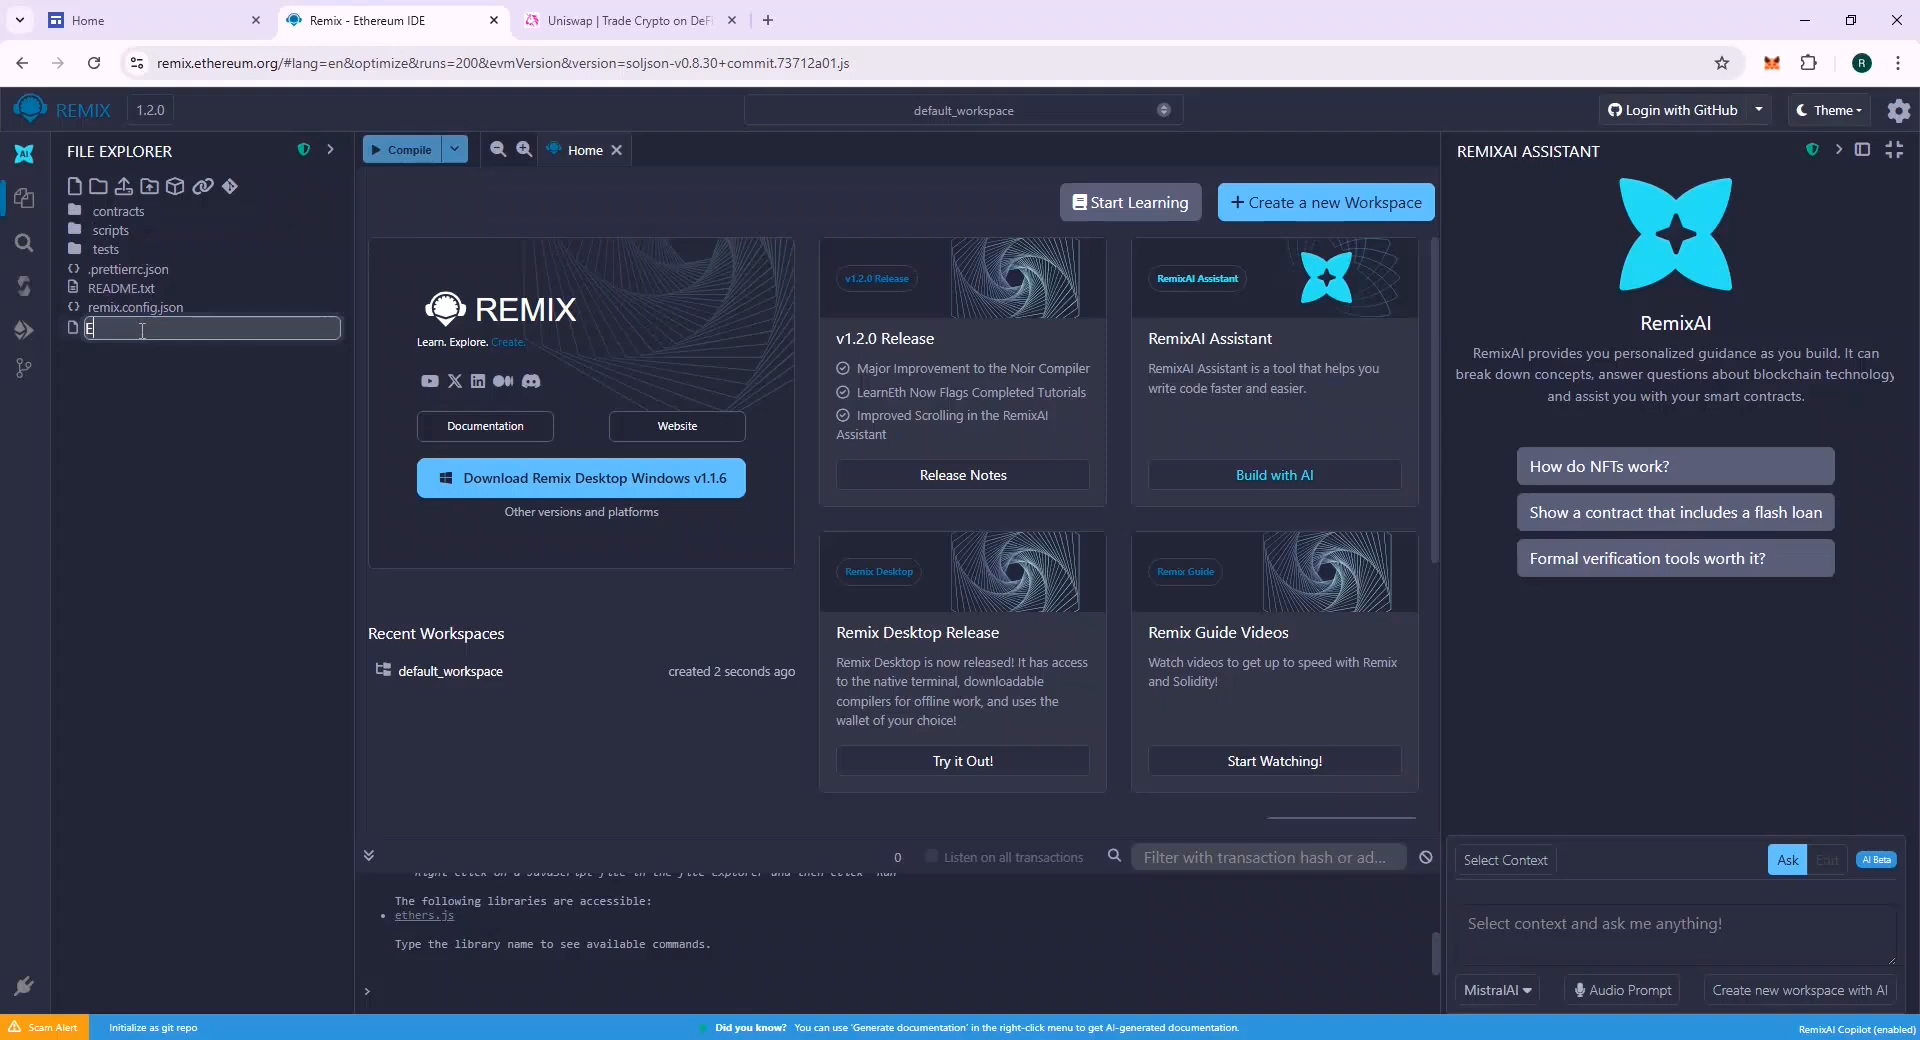 Home
Remix - Ethereum IDE
Uniswap | Trade Crypto on DeFi
remix.ethereum.org/#lang=en&optimize&runs=200&evmVersion&version=soljson-v0.8.30+commit.73712a01.js
R
REMIX
1.2.0
default_workspace
Login with GitHub
Theme
AI
FILE EXPLORER
Compile
Home
REMIXAI ASSISTANT
contracts
scripts
tests
.prettierrc.json
README.txt
remix.config.json
E
Start Learning
+ Create a new Workspace
REMIX
Learn. Explore. Create.
Documentation
Website
Download Remix Desktop Windows v1.1.6
Other versions and platforms
Recent Workspaces
default_workspace
created 2 seconds ago
v1.2.0 Release
v1.2.0 Release
Major Improvement to the Noir Compiler
LearnEth Now Flags Completed Tutorials
Improved Scrolling in the RemixAI
Assistant
Release Notes
RemixAI Assistant
RemixAI Assistant
RemixAI Assistant is a tool that helps you
write code faster and easier.
Build with AI
Remix Desktop
Remix Desktop Release
Remix Desktop is now released! It has access
to the native terminal, downloadable
compilers for offline work, and uses the
wallet of your choice!
Try it Out!
Remix Guide
Remix Guide Videos
Watch videos to get up to speed with Remix
and Solidity!
Start Watching!
RemixAI
RemixAI provides you personalized guidance as you build. It can
break down concepts, answer questions about blockchain technology
and assist you with your smart contracts.
How do NFTs work?
Show a contract that includes a flash loan
Formal verification tools worth it?
0
Listen on all transactions
Filter with transaction hash or ad...
Right click on a JavaScript file in the file explorer and then click 'Run'
The following libraries are accessible:
ethers.js
Type the library name to see available commands.
>
Select Context
Ask
Edit
AI Beta
Select context and ask me anything!
MistralAI
Audio Prompt
Create new workspace with AI
Scam Alert
Initialize as git repo
Did you know? You can use 'Generate documentation' in the right-click menu to get AI-generated documentation.
RemixAI Copilot (enabled)